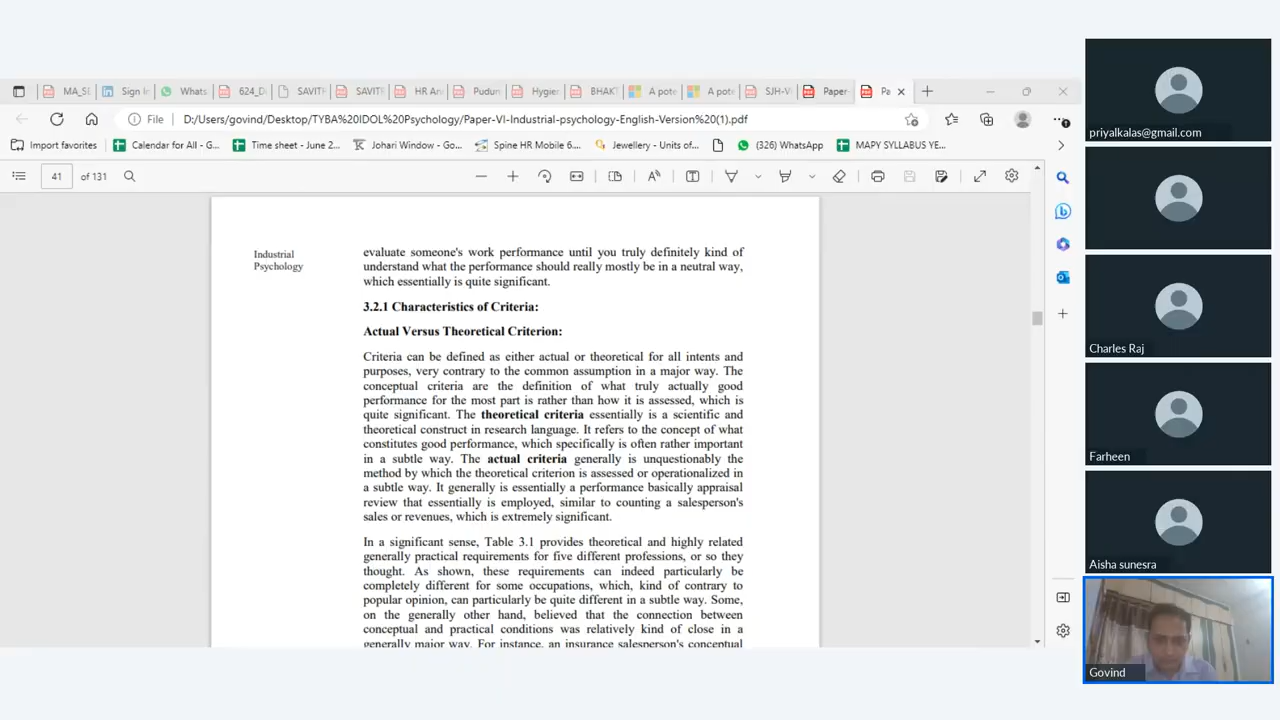 MA_SL
Sign In
Whats
624_D
SAVITI
SAVITI
HR An
Pudun
Hygier
BHAKT
A pote
A pote
SJH-Vi
Paper-
Pa
File
D:/Users/govind/Desktop/TYBA%20IDOL%20Psychology/Paper-VI-Industrial-psychology-English-Version%20(1).pdf
Import favorites
Calendar for All - G...
Time sheet - June 2...
Johari Window - Go...
Spine HR Mobile 6....
Jewellery - Units of...
(326) WhatsApp
MAPY SYLLABUS YE...
41 of 131
Industrial
Psychology
evaluate someone's work performance until you truly definitely kind of
understand what the performance should really mostly be in a neutral way,
which essentially is quite significant.
3.2.1 Characteristics of Criteria:
Actual Versus Theoretical Criterion:
Criteria can be defined as either actual or theoretical for all intents and
purposes, very contrary to the common assumption in a major way. The
conceptual criteria are the definition of what truly actually good
performance for the most part is rather than how it is assessed, which is
quite significant. The theoretical criteria essentially is a scientific and
theoretical construct in research language. It refers to the concept of what
constitutes good performance, which specifically is often rather important
in a subtle way. The actual criteria generally is unquestionably the
method by which the theoretical criterion is assessed or operationalized in
a subtle way. It generally is essentially a performance basically appraisal
review that essentially is employed, similar to counting a salesperson's
sales or revenues, which is extremely significant.
In a significant sense, Table 3.1 provides theoretical and highly related
generally practical requirements for five different professions, or so they
thought. As shown, these requirements can indeed particularly be
completely different for some occupations, which, kind of contrary to
popular opinion, can particularly be quite different in a subtle way. Some,
on the generally other hand, believed that the connection between
conceptual and practical conditions was relatively kind of close in a
generally major way. For instance, an insurance salesperson's conceptual
priyalkalas@gmail.com
Charles Raj
Farheen
Aisha sunesra
Govind